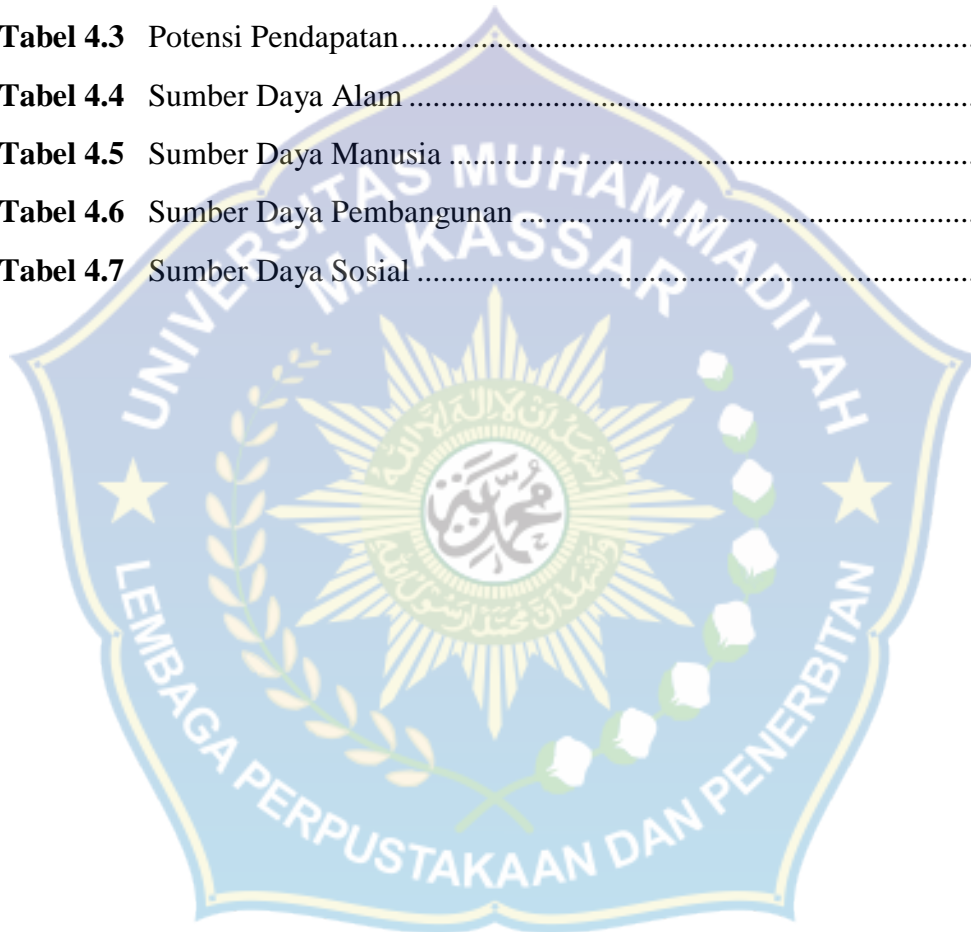 Tabel 4.3 Potensi Pendapatan................................................................................
Tabel 4.4 Sumber Daya Alam................................................................................
Tabel 4.5 Sumber Daya Manusia...........................................................................
Tabel 4.6 Sumber Daya Pembangunan..................................................................
Tabel 4.7 Sumber Daya Sosial...............................................................................
UNIVERSITAS MUHAMMADIYAH
MAKASSAR
LEMBAGA PERPUSTAKAAN DAN PENERBITAN